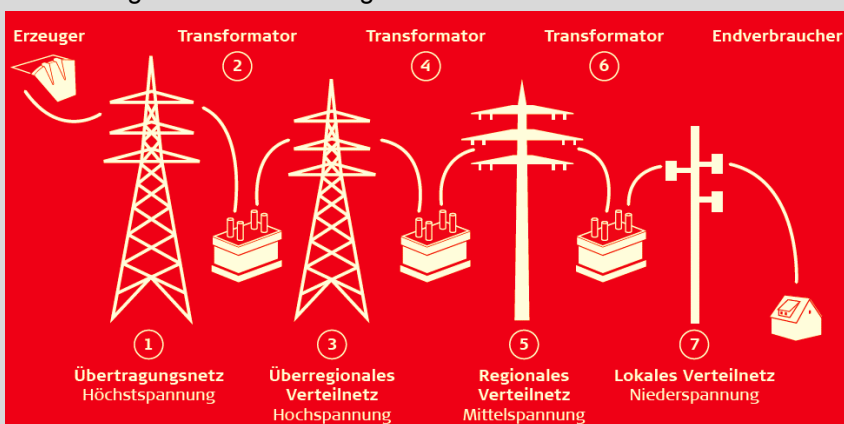 Erzeuger
Transformator
2
Transformator
4
Transformator
6
Endverbraucher
1
Übertragungsnetz
Höchstspannung
3
Überregionales
Verteilnetz
Hochspannung
5
Regionales
Verteilnetz
Mittelspannung
7
Lokales Verteilnetz
Niederspannung